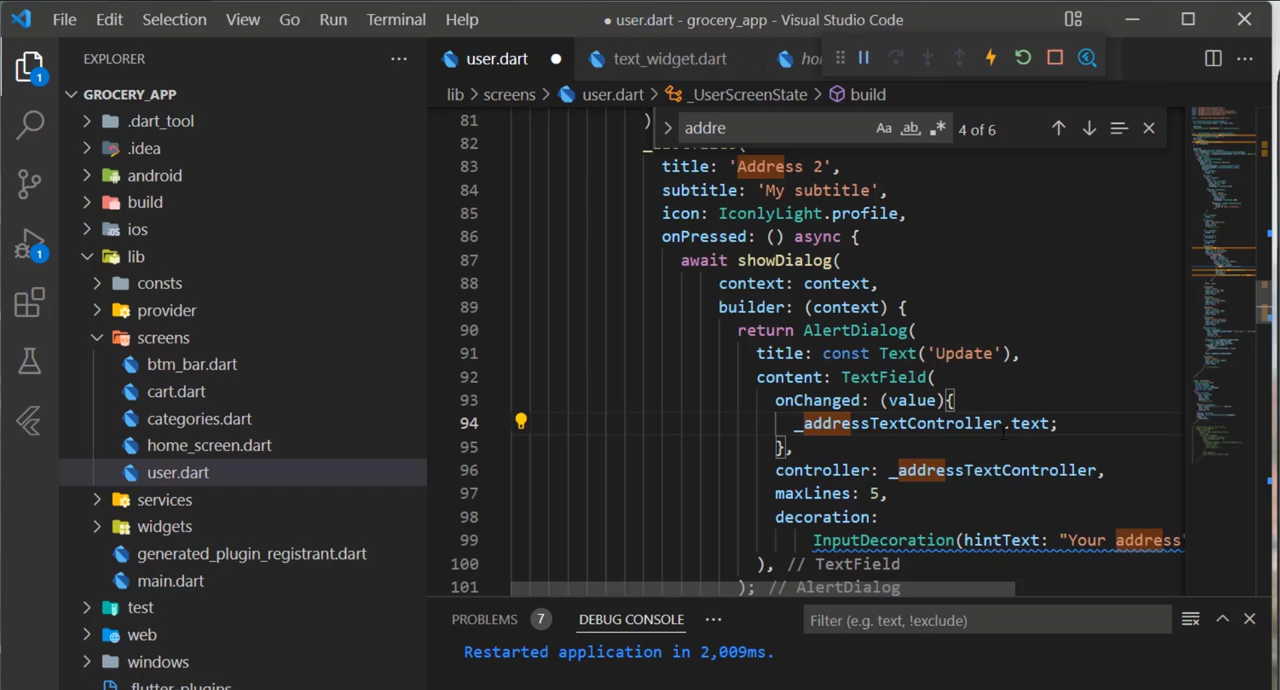 File Edit Selection View Go Run Terminal Help
● user.dart - grocery_app - Visual Studio Code
EXPLORER
user.dart
text_widget.dart
lib > screens > user.dart > _UserScreenState > build
addre
Aa ab, .* 4 of 6
GROCERY_APP
.dart_tool
.idea
android
build
ios
lib
consts
provider
screens
btm_bar.dart
cart.dart
categories.dart
home_screen.dart
user.dart
services
widgets
generated_plugin_registrant.dart
main.dart
test
web
windows
.flutter-plugins
1
1
81 )
82
83 title: 'Address 2',
84 subtitle: 'My subtitle',
85 icon: IconlyLight.profile,
86 onPressed: () async {
87 await showDialog(
88 context: context,
89 builder: (context) {
90 return AlertDialog(
91 title: const Text('Update'),
92 content: TextField(
93 onChanged: (value){
94 _addressTextController.text;
95 },
96 controller: _addressTextController,
97 maxLines: 5,
98 decoration:
99 InputDecoration(hintText: "Your address"
100 ), // TextField
101 ); // AlertDialog
PROBLEMS 7 DEBUG CONSOLE ···
Filter (e.g. text, !exclude)
Restarted application in 2,009ms.